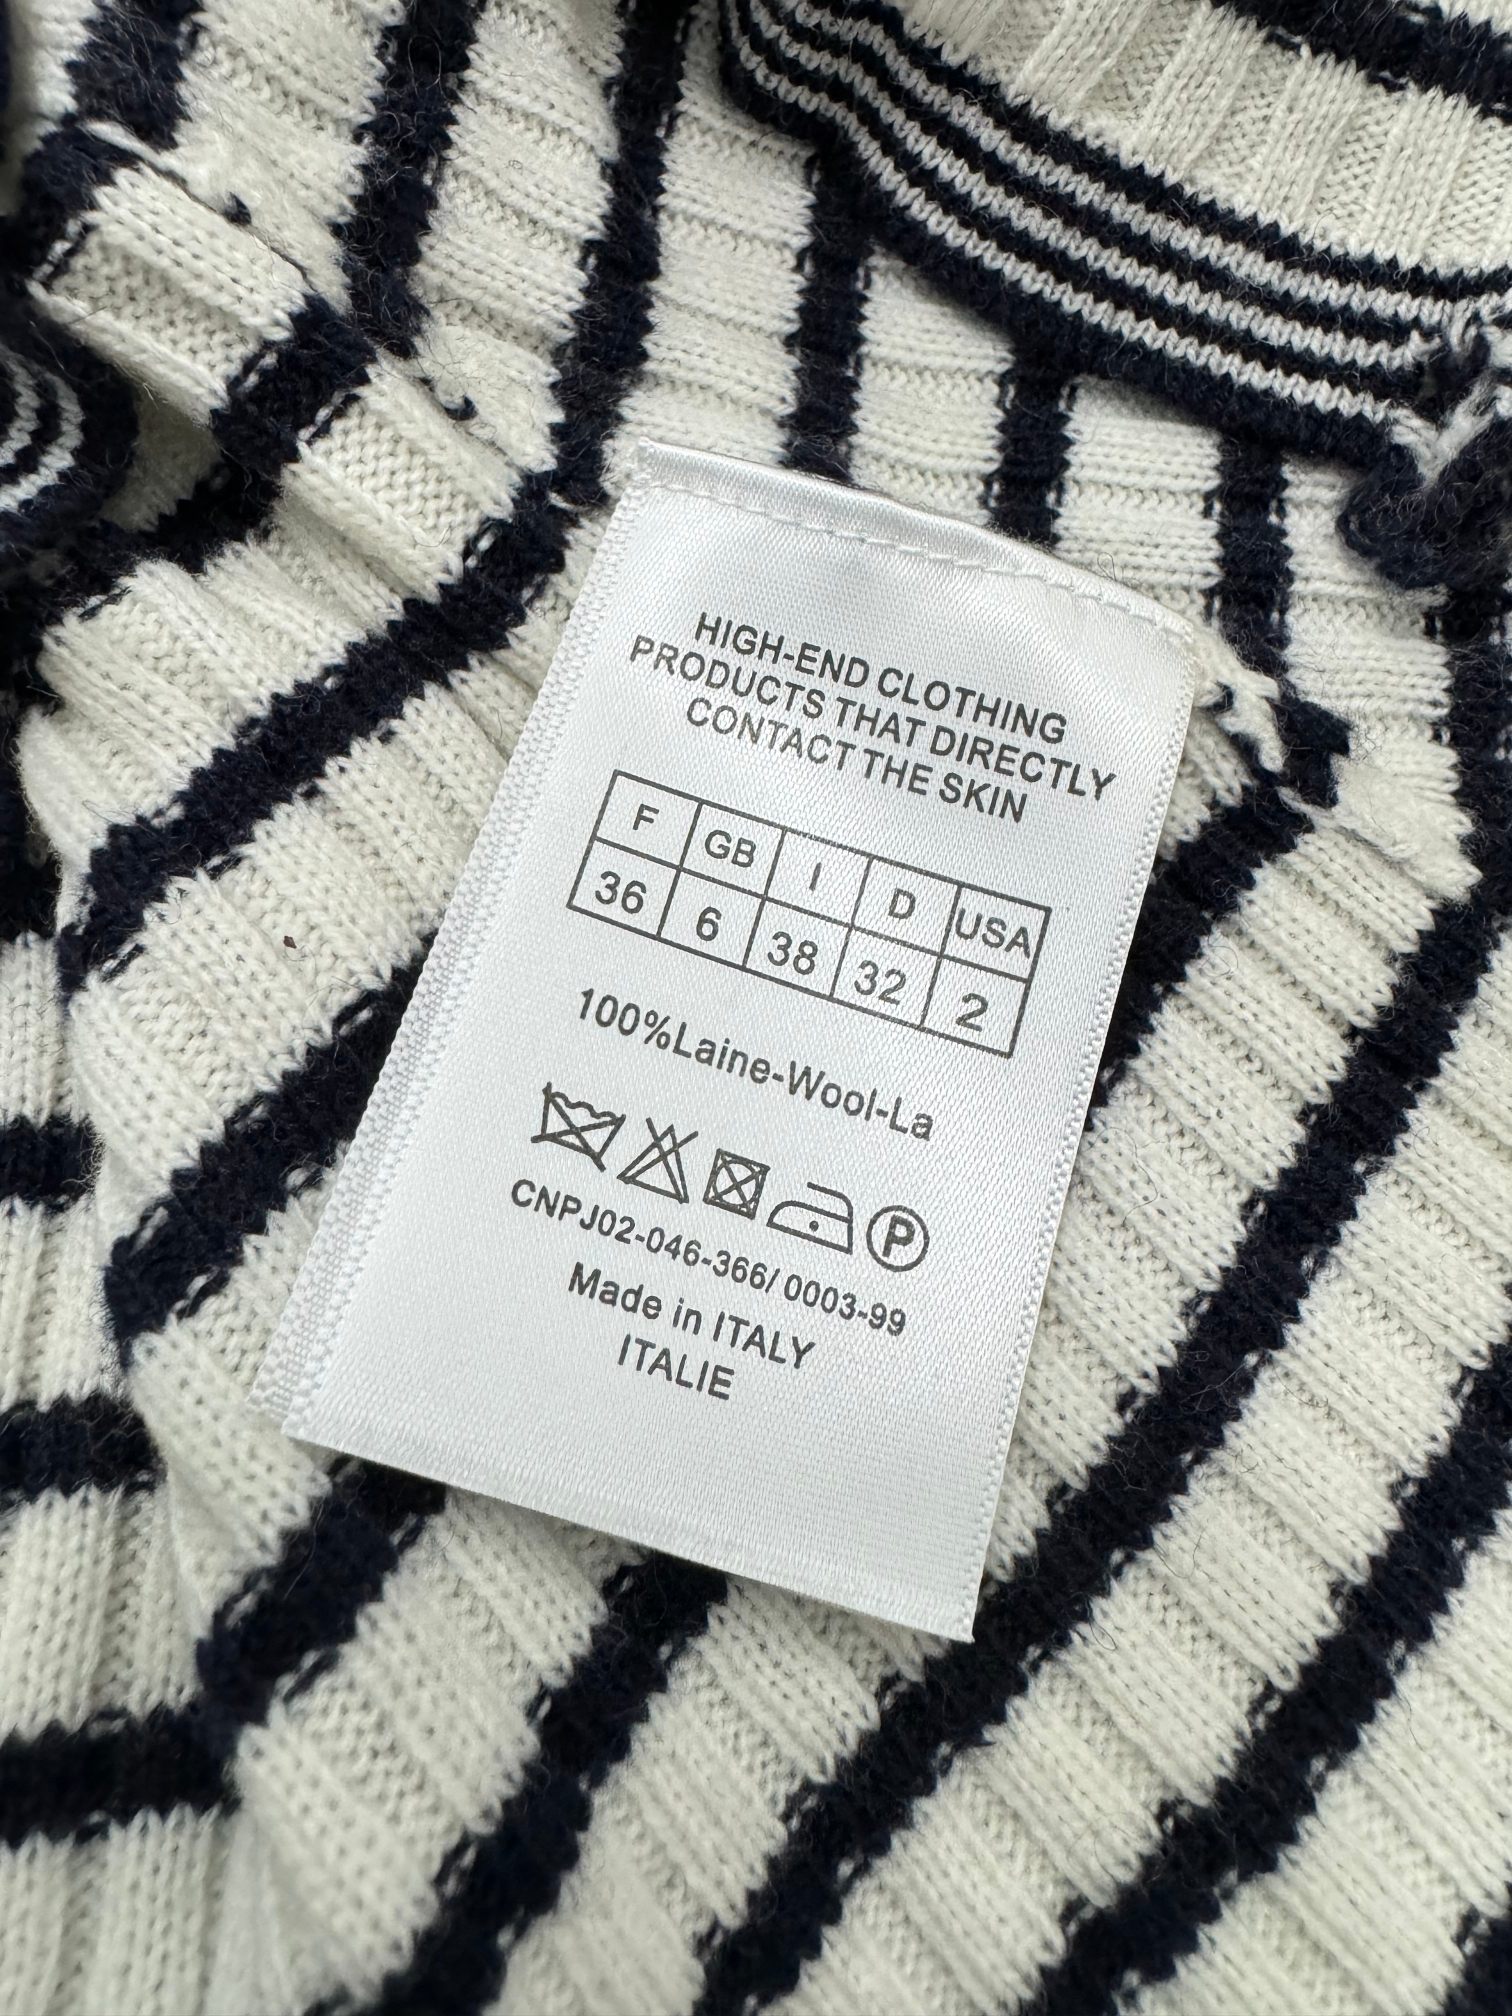 HIGH-END CLOTHING
PRODUCTS THAT DIRECTLY
CONTACT THE SKIN
F GB I D USA
36 6 38 32 2
100%Laine-Wool-La
P
CNPJ02-046-366/ 0003-99
Made in ITALY
ITALIE